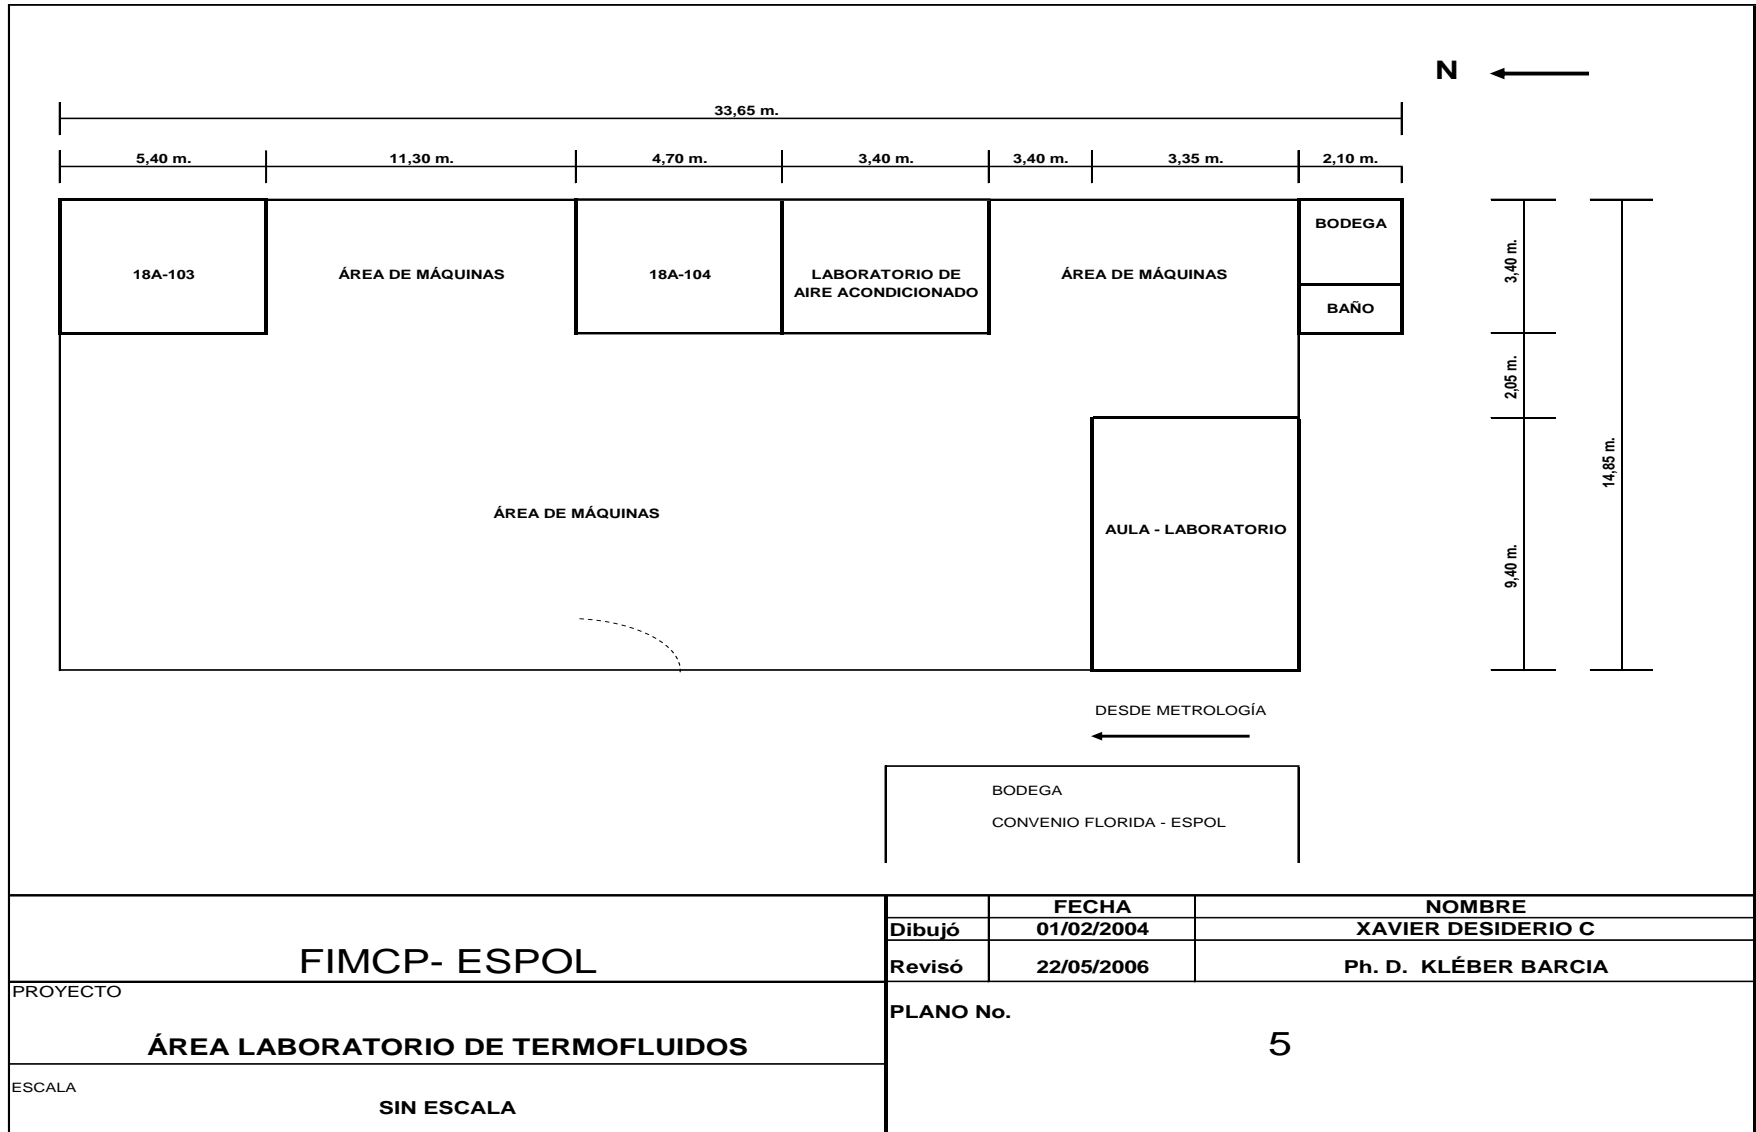 N
33,65 m.
5,40 m.
11,30 m.
4,70 m.
3,40 m.
3,40 m.
3,35 m.
2,10 m.
18A-103
ÁREA DE MÁQUINAS
18A-104
LABORATORIO DE
AIRE ACONDICIONADO
ÁREA DE MÁQUINAS
BODEGA
BAÑO
3,40 m.
2,05 m.
14,85 m.
9,40 m.
ÁREA DE MÁQUINAS
AULA - LABORATORIO
DESDE METROLOGÍA
BODEGA
CONVENIO FLORIDA - ESPOL
FIMCP- ESPOL
PROYECTO
ÁREA LABORATORIO DE TERMOFLUIDOS
ESCALA
SIN ESCALA
FECHA NOMBRE
Dibujó 01/02/2004 XAVIER DESIDERIO C
Revisó 22/05/2006 Ph. D. KLÉBER BARCIA
PLANO No.
5